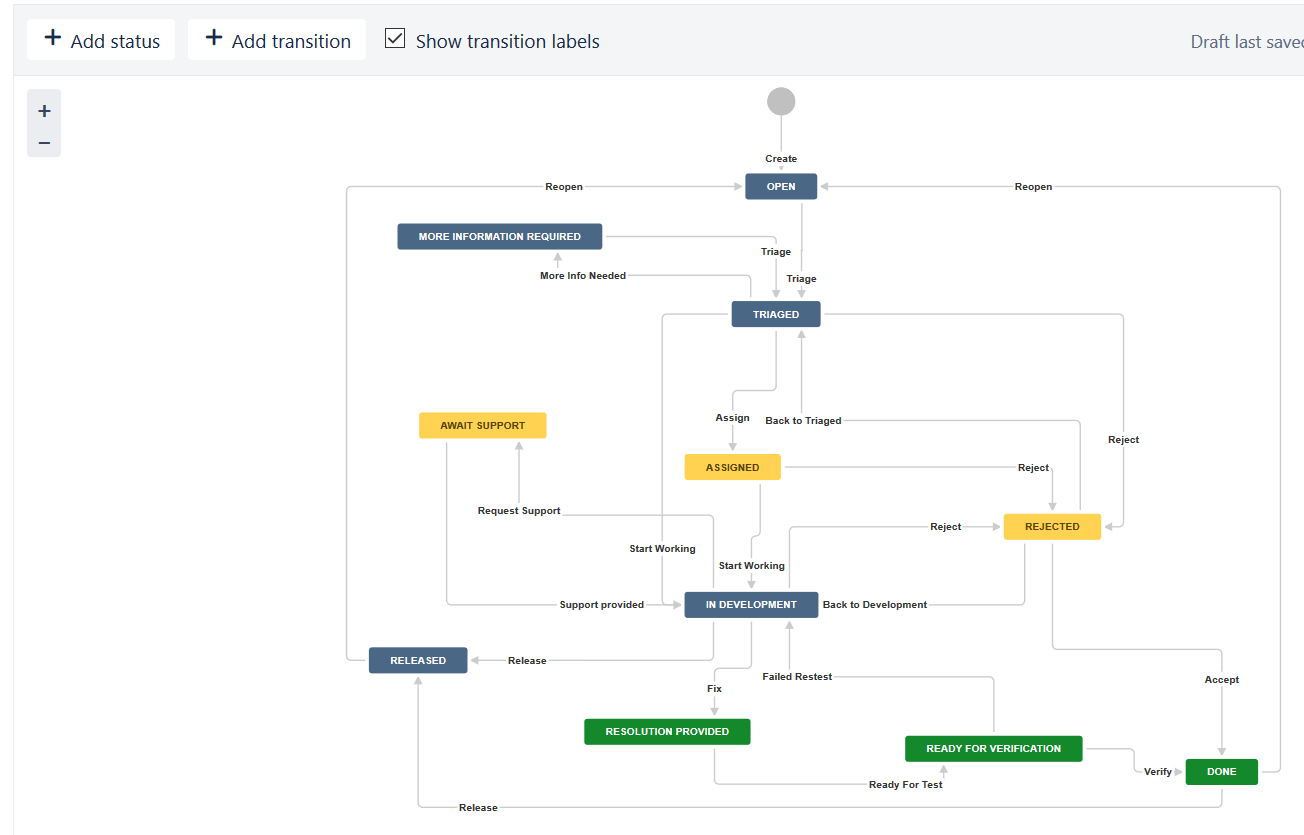 + Add status
+ Add transition
Show transition labels
Draft last saved
+
−
Create
OPEN
Reopen
Reopen
MORE INFORMATION REQUIRED
Triage
More Info Needed
Triage
TRIAGED
Assign
Back to Triaged
AWAIT SUPPORT
Reject
ASSIGNED
Reject
Request Support
Reject
REJECTED
Start Working
Start Working
Support provided
IN DEVELOPMENT
Back to Development
RELEASED
Release
Failed Restest
Accept
Fix
RESOLUTION PROVIDED
READY FOR VERIFICATION
Verify
DONE
Ready For Test
Release